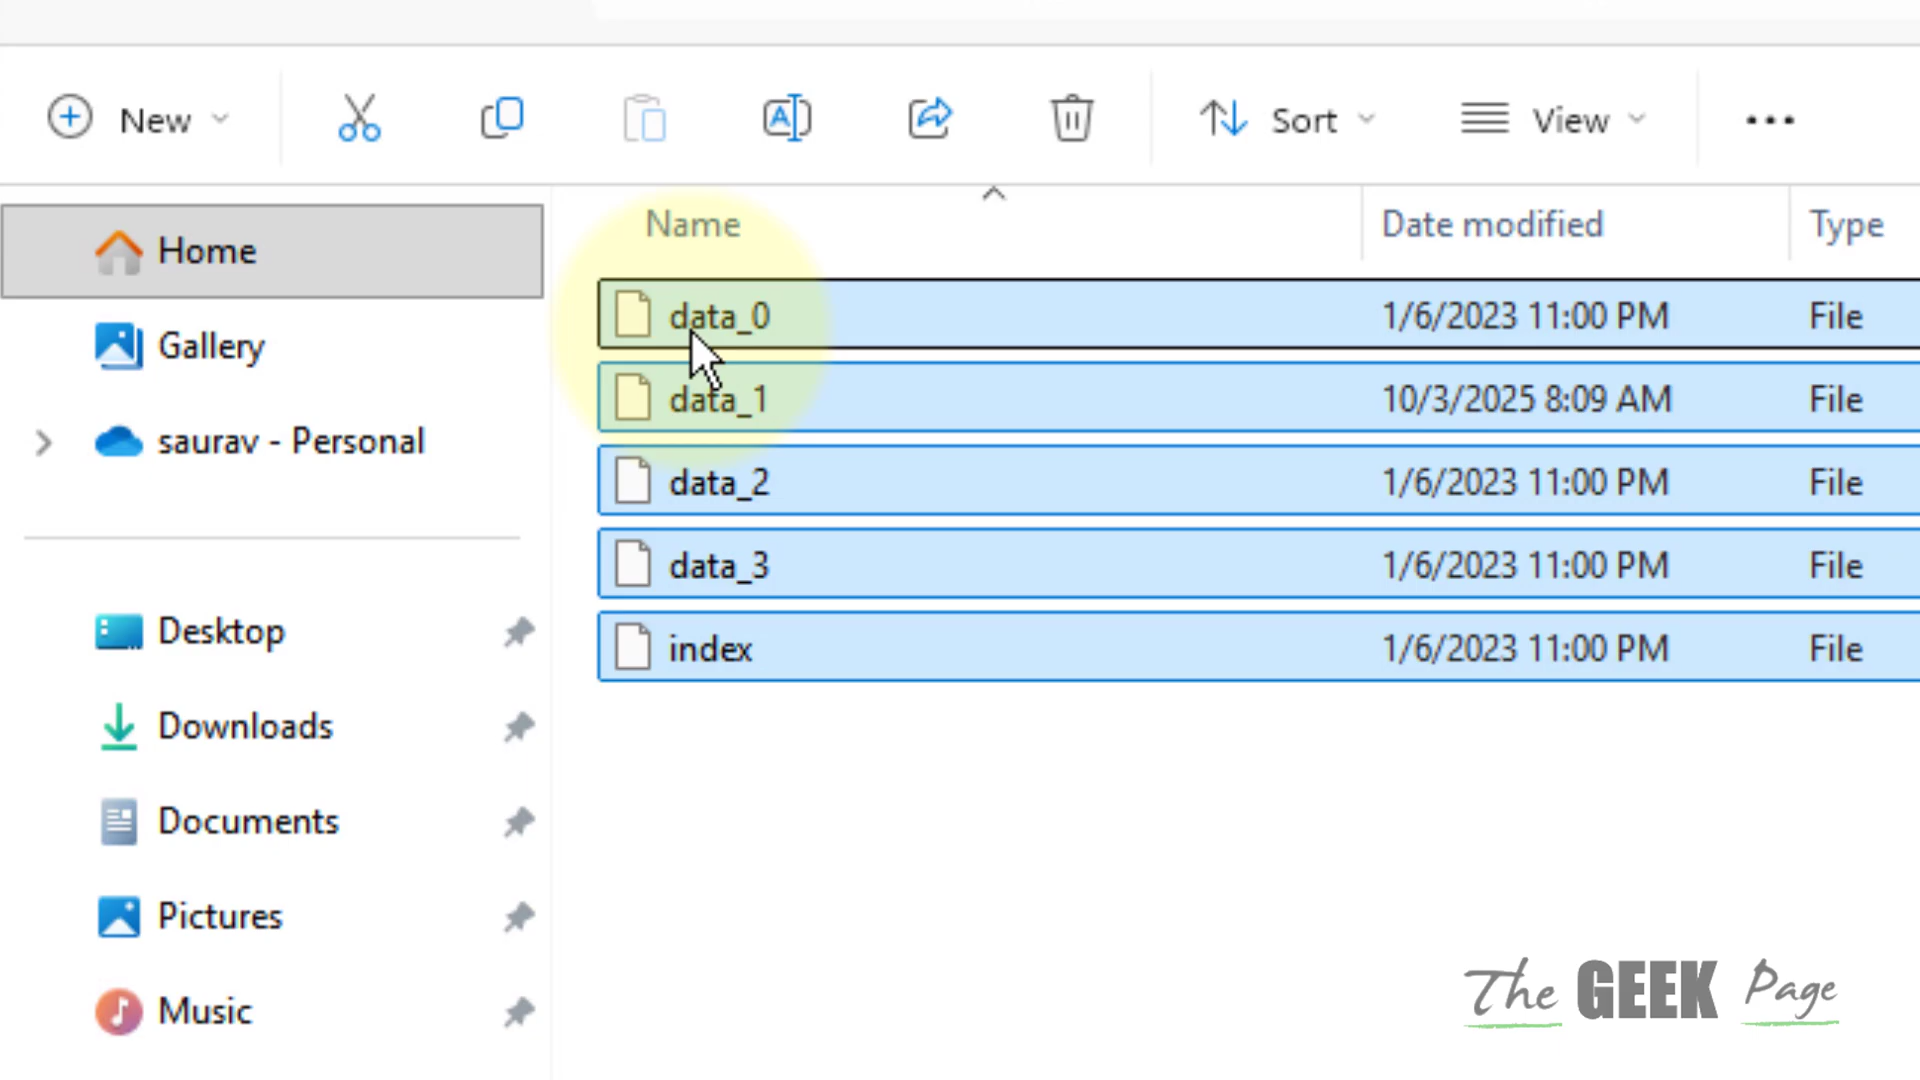 New Sort View
Name Date modified Type
Home
Gallery
saurav - Personal
Desktop
Downloads
Documents
Pictures
Music
data_0 1/6/2023 11:00 PM File
data_1 10/3/2025 8:09 AM File
data_2 1/6/2023 11:00 PM File
data_3 1/6/2023 11:00 PM File
index 1/6/2023 11:00 PM File
The GEEK Page